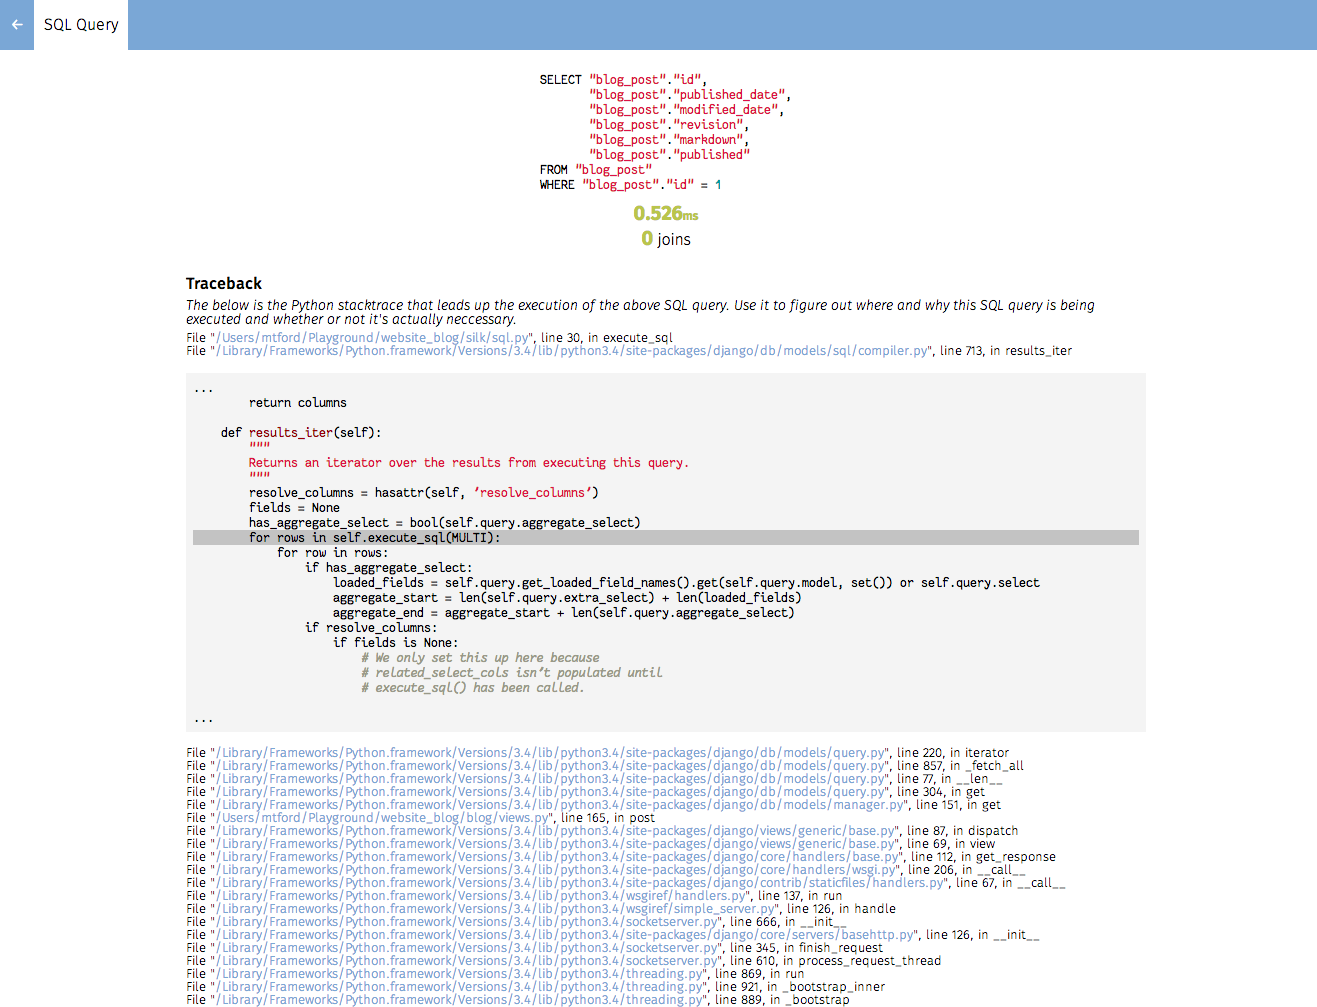 SQL Query
SELECT "blog_post"."id",
"blog_post"."published_date",
"blog_post"."modified_date",
"blog_post"."revision",
"blog_post"."markdown",
"blog_post"."published"
FROM "blog_post"
WHERE "blog_post"."id" = 1
0.526ms
0 joins
Traceback
The below is the Python stacktrace that leads up the execution of the above SQL query. Use it to figure out where and why this SQL query is being
executed and whether or not it's actually neccessary.
File "/Users/mtford/Playground/website_blog/silk/sql.py", line 30, in execute_sql
File "/Library/Frameworks/Python.framework/Versions/3.4/lib/python3.4/site-packages/django/db/models/sql/compiler.py", line 713, in results_iter
...
return columns
def results_iter(self):
"""
Returns an iterator over the results from executing this query.
"""
resolve_columns = hasattr(self, 'resolve_columns')
fields = None
has_aggregate_select = bool(self.query.aggregate_select)
for rows in self.execute_sql(MULTI):
for row in rows:
if has_aggregate_select:
loaded_fields = self.query.get_loaded_field_names().get(self.query.model, set()) or self.query.select
aggregate_start = len(self.query.extra_select) + len(loaded_fields)
aggregate_end = aggregate_start + len(self.query.aggregate_select)
if resolve_columns:
if fields is None:
# We only set this up here because
# related_select_cols isn't populated until
# execute_sql() has been called.
...
File "/Library/Frameworks/Python.framework/Versions/3.4/lib/python3.4/site-packages/django/db/models/query.py", line 220, in iterator
File "/Library/Frameworks/Python.framework/Versions/3.4/lib/python3.4/site-packages/django/db/models/query.py", line 857, in _fetch_all
File "/Library/Frameworks/Python.framework/Versions/3.4/lib/python3.4/site-packages/django/db/models/query.py", line 77, in __len__
File "/Library/Frameworks/Python.framework/Versions/3.4/lib/python3.4/site-packages/django/db/models/query.py", line 304, in get
File "/Library/Frameworks/Python.framework/Versions/3.4/lib/python3.4/site-packages/django/db/models/manager.py", line 151, in get
File "/Users/mtford/Playground/website_blog/blog/views.py", line 165, in post
File "/Library/Frameworks/Python.framework/Versions/3.4/lib/python3.4/site-packages/django/views/generic/base.py", line 87, in dispatch
File "/Library/Frameworks/Python.framework/Versions/3.4/lib/python3.4/site-packages/django/views/generic/base.py", line 69, in view
File "/Library/Frameworks/Python.framework/Versions/3.4/lib/python3.4/site-packages/django/core/handlers/base.py", line 112, in get_response
File "/Library/Frameworks/Python.framework/Versions/3.4/lib/python3.4/site-packages/django/core/handlers/wsgi.py", line 206, in __call__
File "/Library/Frameworks/Python.framework/Versions/3.4/lib/python3.4/site-packages/django/contrib/staticfiles/handlers.py", line 67, in __call__
File "/Library/Frameworks/Python.framework/Versions/3.4/lib/python3.4/wsgiref/handlers.py", line 137, in run
File "/Library/Frameworks/Python.framework/Versions/3.4/lib/python3.4/wsgiref/simple_server.py", line 126, in handle
File "/Library/Frameworks/Python.framework/Versions/3.4/lib/python3.4/socketserver.py", line 666, in __init__
File "/Library/Frameworks/Python.framework/Versions/3.4/lib/python3.4/site-packages/django/core/servers/basehttp.py", line 126, in __init__
File "/Library/Frameworks/Python.framework/Versions/3.4/lib/python3.4/socketserver.py", line 345, in finish_request
File "/Library/Frameworks/Python.framework/Versions/3.4/lib/python3.4/socketserver.py", line 610, in process_request_thread
File "/Library/Frameworks/Python.framework/Versions/3.4/lib/python3.4/threading.py", line 869, in run
File "/Library/Frameworks/Python.framework/Versions/3.4/lib/python3.4/threading.py", line 921, in _bootstrap_inner
File "/Library/Frameworks/Python.framework/Versions/3.4/lib/python3.4/threading.py", line 889, in _bootstrap